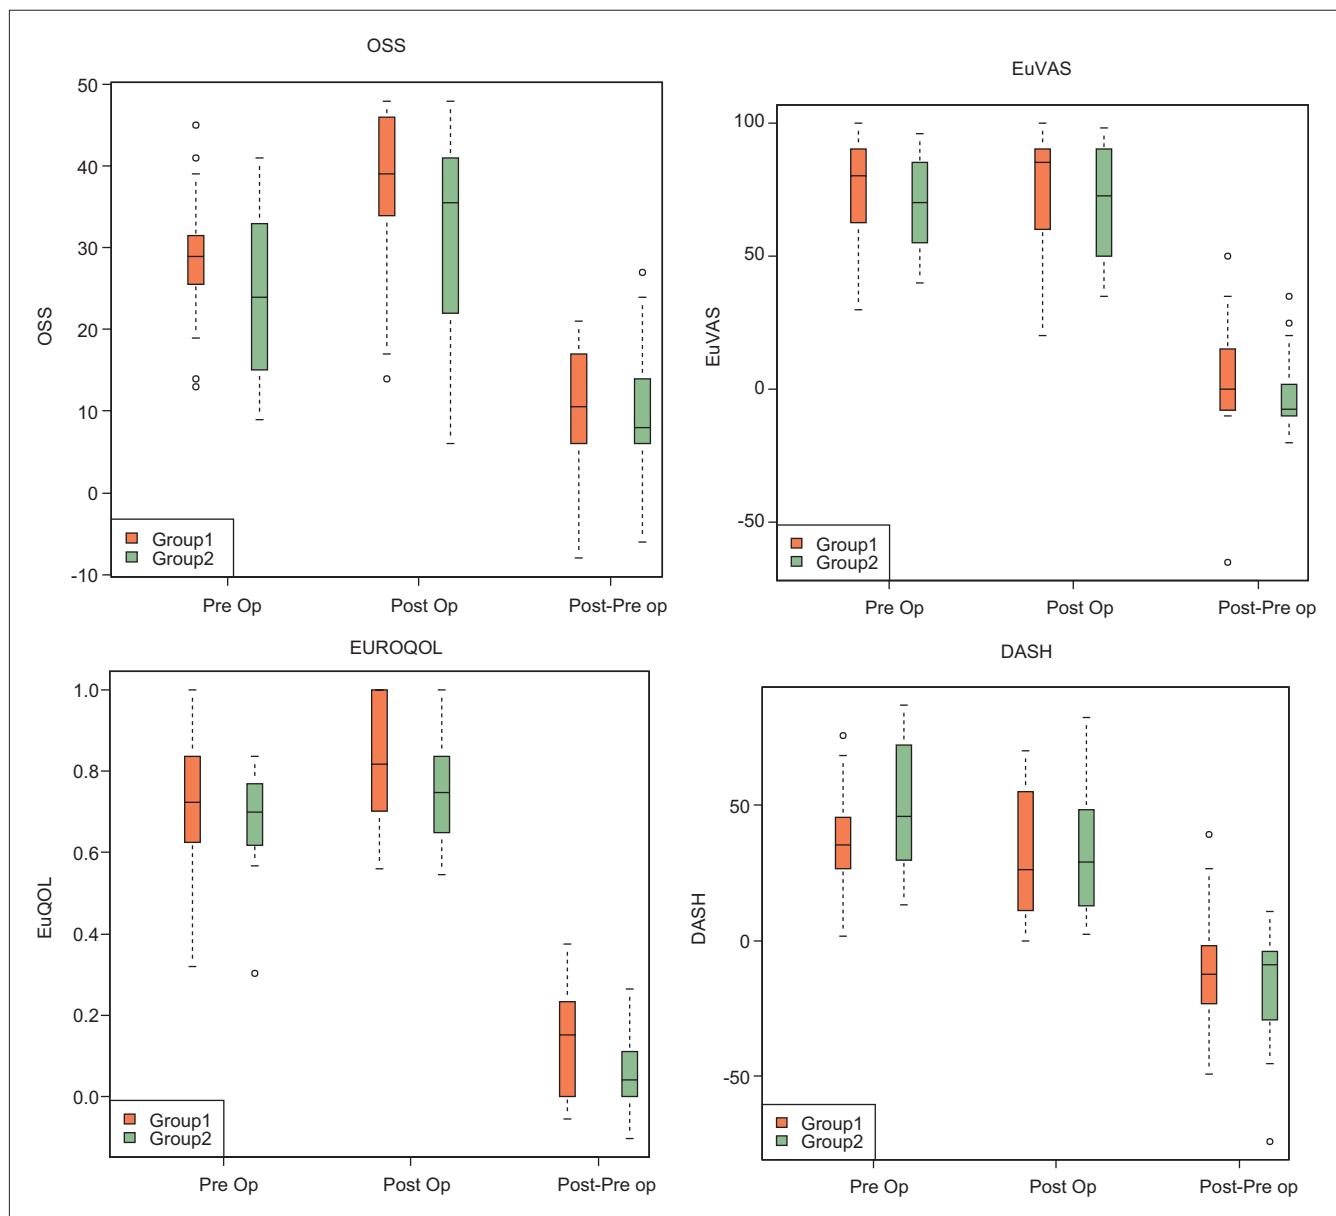 OSS
50
40
30
20
10
0
-10
OSS
Group1
Group2
Pre Op
Post Op
Post-Pre op
EuVAS
100
50
0
-50
EuVAS
Group1
Group2
Pre Op
Post Op
Post-Pre op
EUROQOL
1.0
0.8
0.6
0.4
0.2
0.0
EuQOL
Group1
Group2
Pre Op
Post Op
Post-Pre op
DASH
50
0
-50
DASH
Group1
Group2
Pre Op
Post Op
Post-Pre op